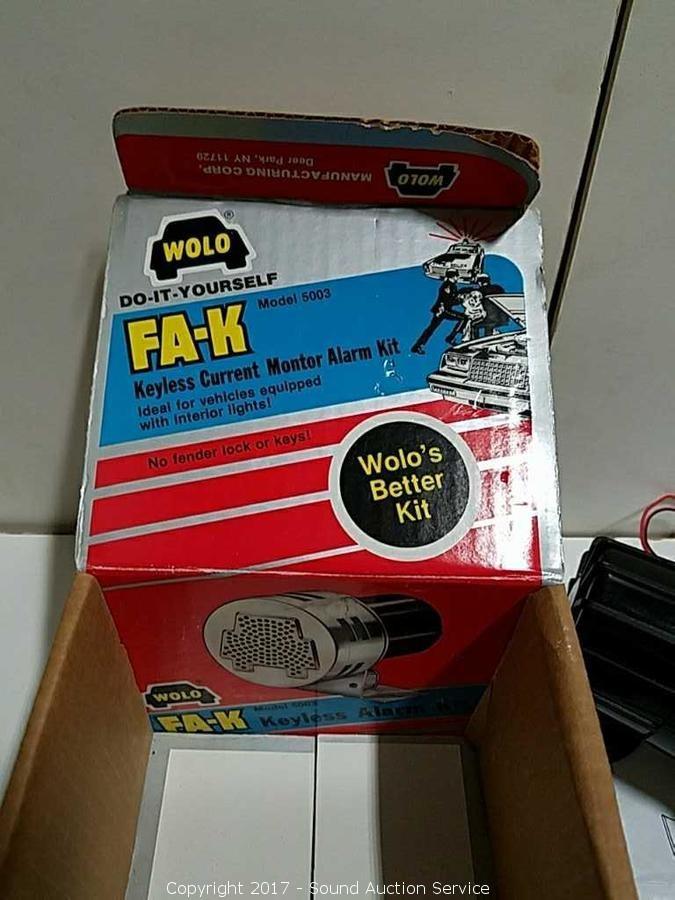 WOLO
MANUFACTURING CORP.
Deer Park, NY 11729
WOLO®
DO-IT-YOURSELF
FA-K Model 5003
Keyless Current Montor Alarm Kit
Ideal for vehicles equipped
with interior lights!
No fender lock or keys!
Wolo's
Better
Kit
POLICE
WOLO
Model 5003
FA-K Keyless Alarm Kit
Copyright 2017 - Sound Auction Service